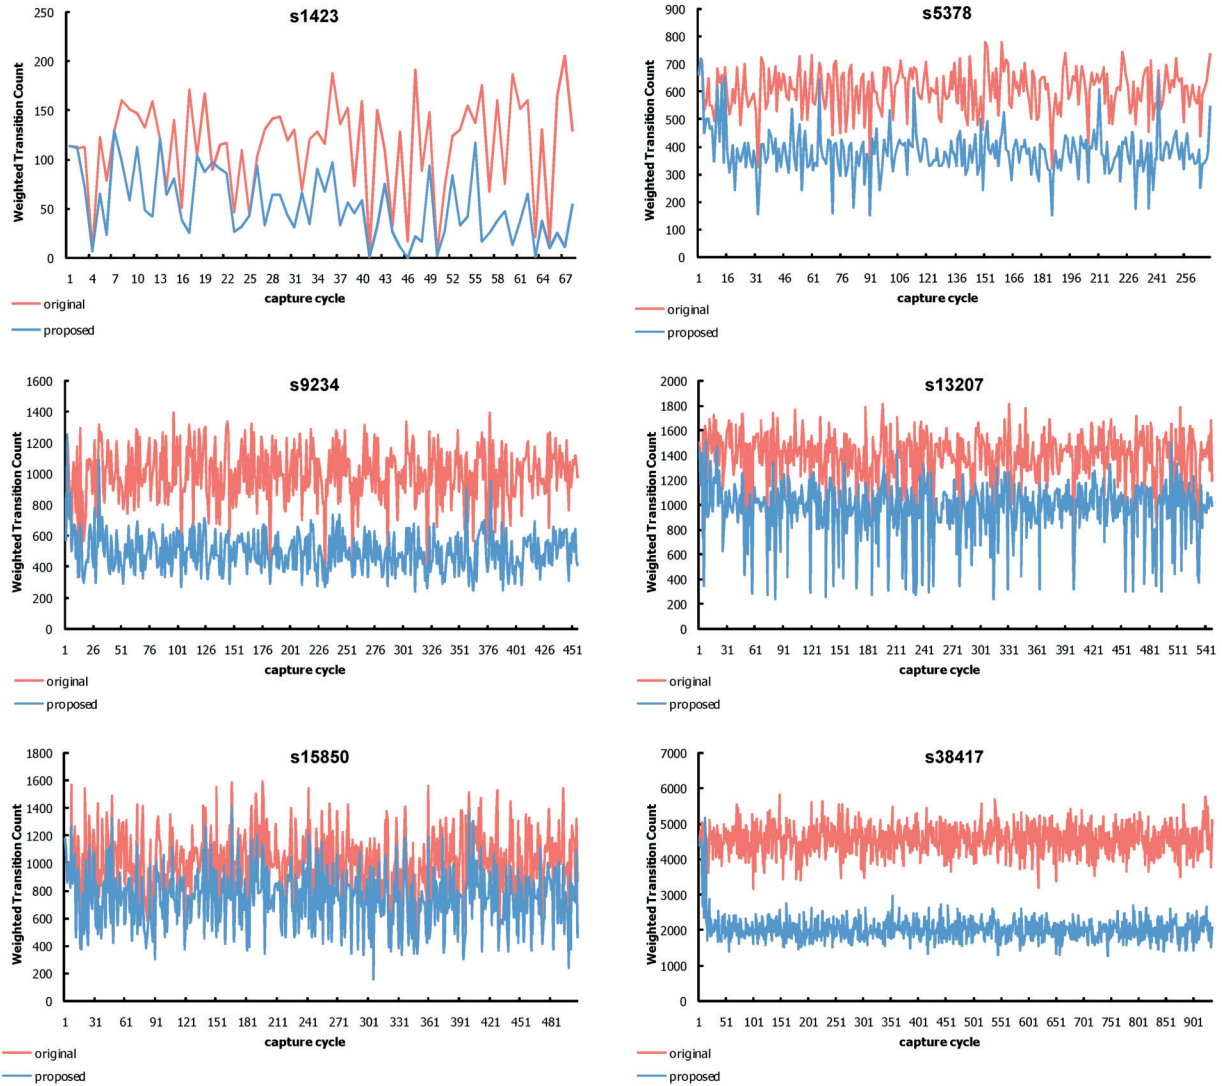 s1423
Weighted Transition Count
250
200
150
100
50
0
1 4 7 10 13 16 17 19 22 25 28 31 34 37 40 43 46 49 52 55 58 61 64 67
capture cycle
original
proposed
s5378
Weighted Transition Count
900
800
700
600
500
400
300
200
100
0
1 16 31 46 61 76 91 106 121 136 151 166 181 196 211 226 241 256
capture cycle
original
proposed
s9234
Weighted Transition Count
1600
1400
1200
1000
800
600
400
200
0
1 26 51 76 101 126 151 176 201 226 251 276 301 326 351 376 401 426 451
capture cycle
original
proposed
s13207
Weighted Transition Count
2000
1800
1600
1400
1200
1000
800
600
400
200
0
1 31 61 91 121 151 181 211 241 271 301 331 361 391 421 451 481 511 541
capture cycle
original
proposed
s15850
Weighted Transition Count
1800
1600
1400
1200
1000
800
600
400
200
0
1 31 61 91 121 151 181 211 241 271 301 331 361 391 421 451 481
capture cycle
original
proposed
s38417
Weighted Transition Count
7000
6000
5000
4000
3000
2000
1000
0
51 101 151 201 251 301 351 401 451 501 551 601 651 701 751 801 851 901
capture cycle
original
proposed